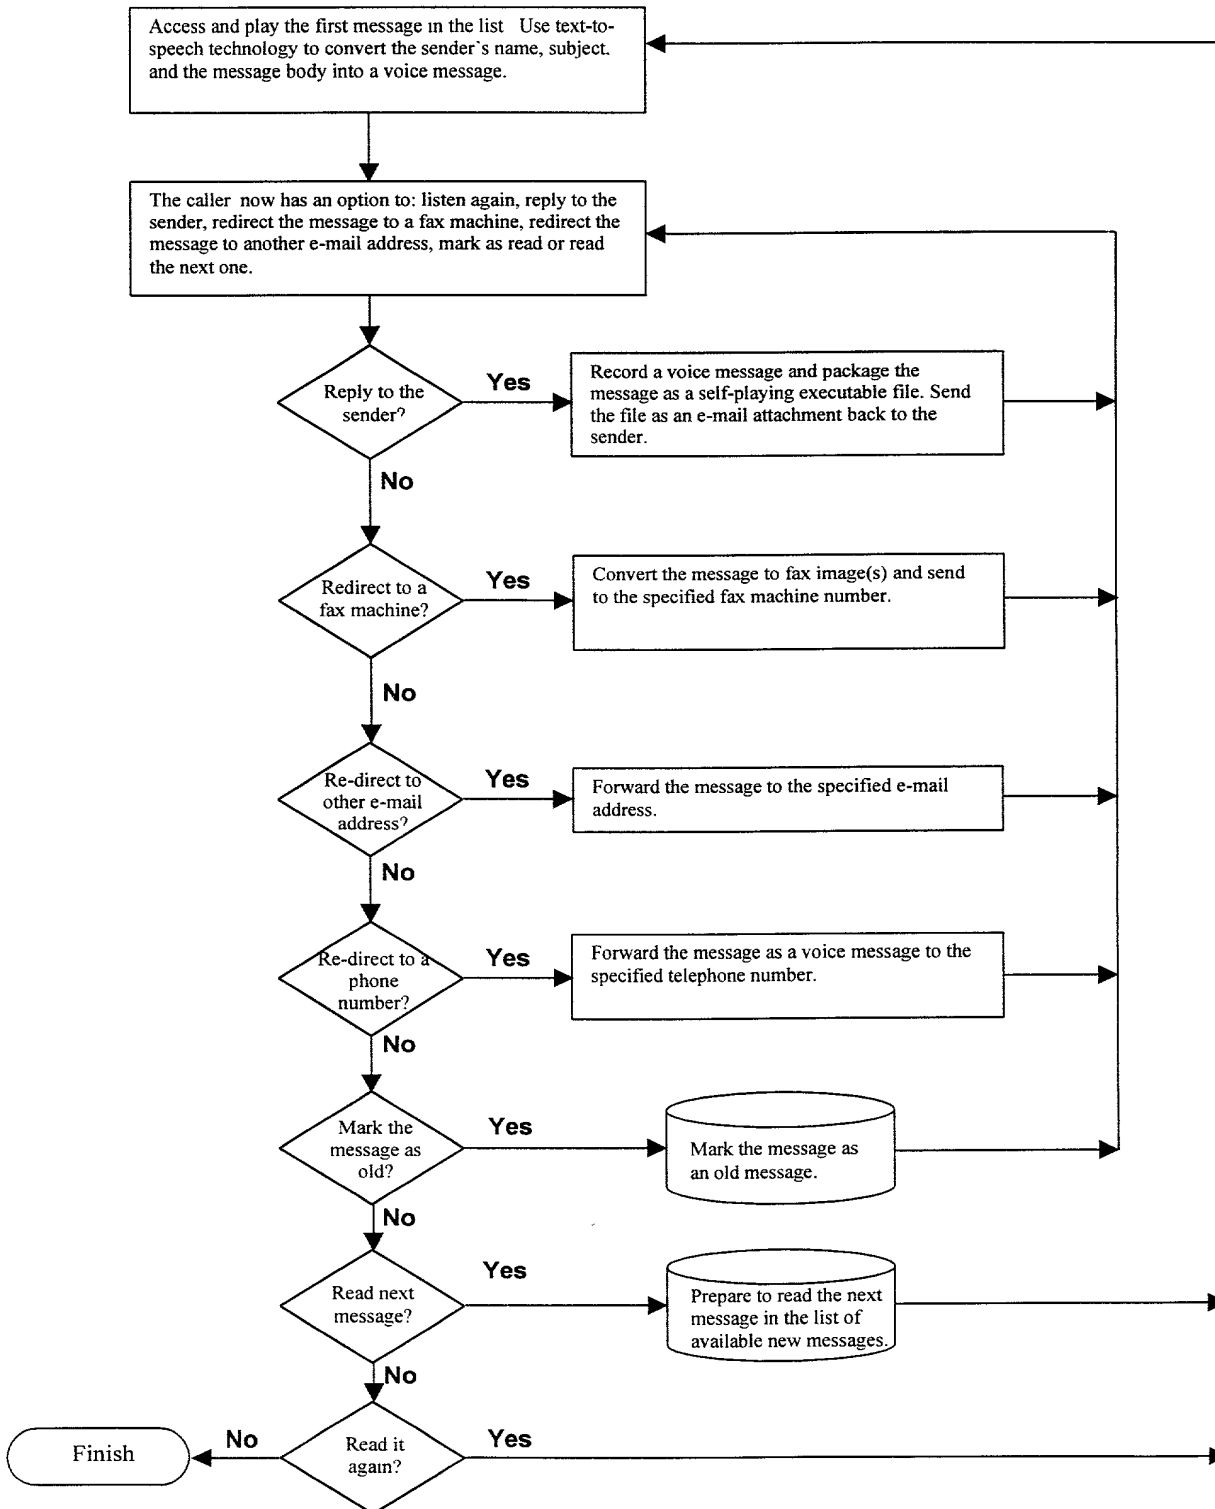 Access and play the first message in the list Use text-to-
speech technology to convert the sender's name, subject.
and the message body into a voice message.
The caller now has an option to: listen again, reply to the
sender, redirect the message to a fax machine, redirect the
message to another e-mail address, mark as read or read
the next one.
Reply to the
sender?
Yes
Record a voice message and package the
message as a self-playing executable file. Send
the file as an e-mail attachment back to the
sender.
No
Redirect to a
fax machine?
Yes
Convert the message to fax image(s) and send
to the specified fax machine number.
No
Re-direct to
other e-mail
address?
Yes
Forward the message to the specified e-mail
address.
No
Re-direct to a
phone
number?
Yes
Forward the message as a voice message to the
specified telephone number.
No
Mark the
message as
old?
Yes
Mark the message as
an old message.
No
Read next
message?
Yes
Prepare to read the next
message in the list of
available new messages.
No
Read it
again?
Yes
No
Finish